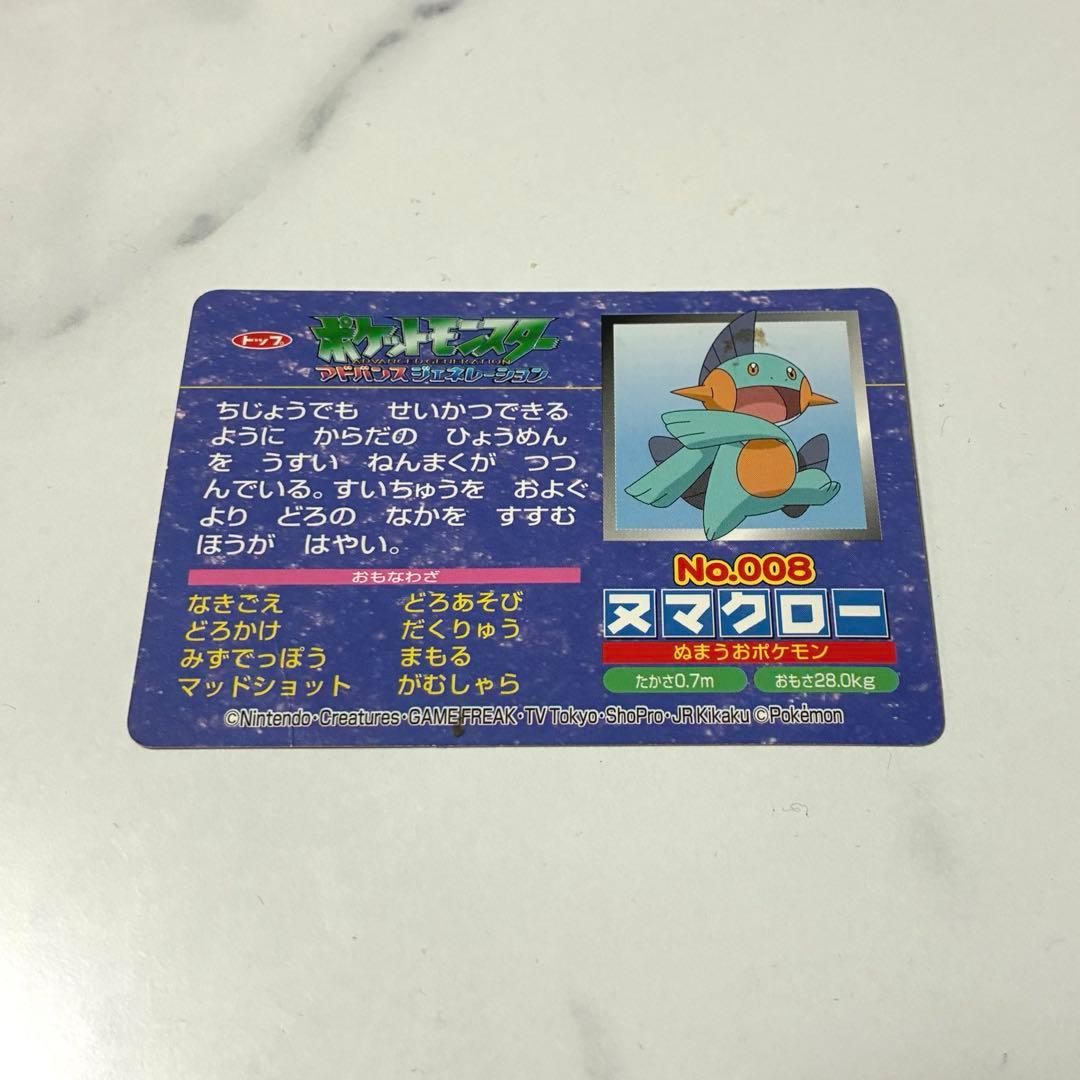 トップ
ポケットモンスター
ADVANCED GENERATION
アドバンスジェネレーション
ちじょうでも せいかつできる
ように からだの ひょうめん
を うすい ねんまくが つつ
んでいる。すいちゅうを およぐ
より どろの なかを すすむ
ほうが はやい。
おもなわざ
なきごえ どろあそび
どろかけ だくりゅう
みずでっぽう まもる
マッドショット がむしゃら
No.008
ヌマクロー
ぬまうおポケモン
たかさ0.7m おもさ28.0kg
©Nintendo・Creatures・GAME FREAK・TV Tokyo・ShoPro・JR Kikaku ©Pokémon